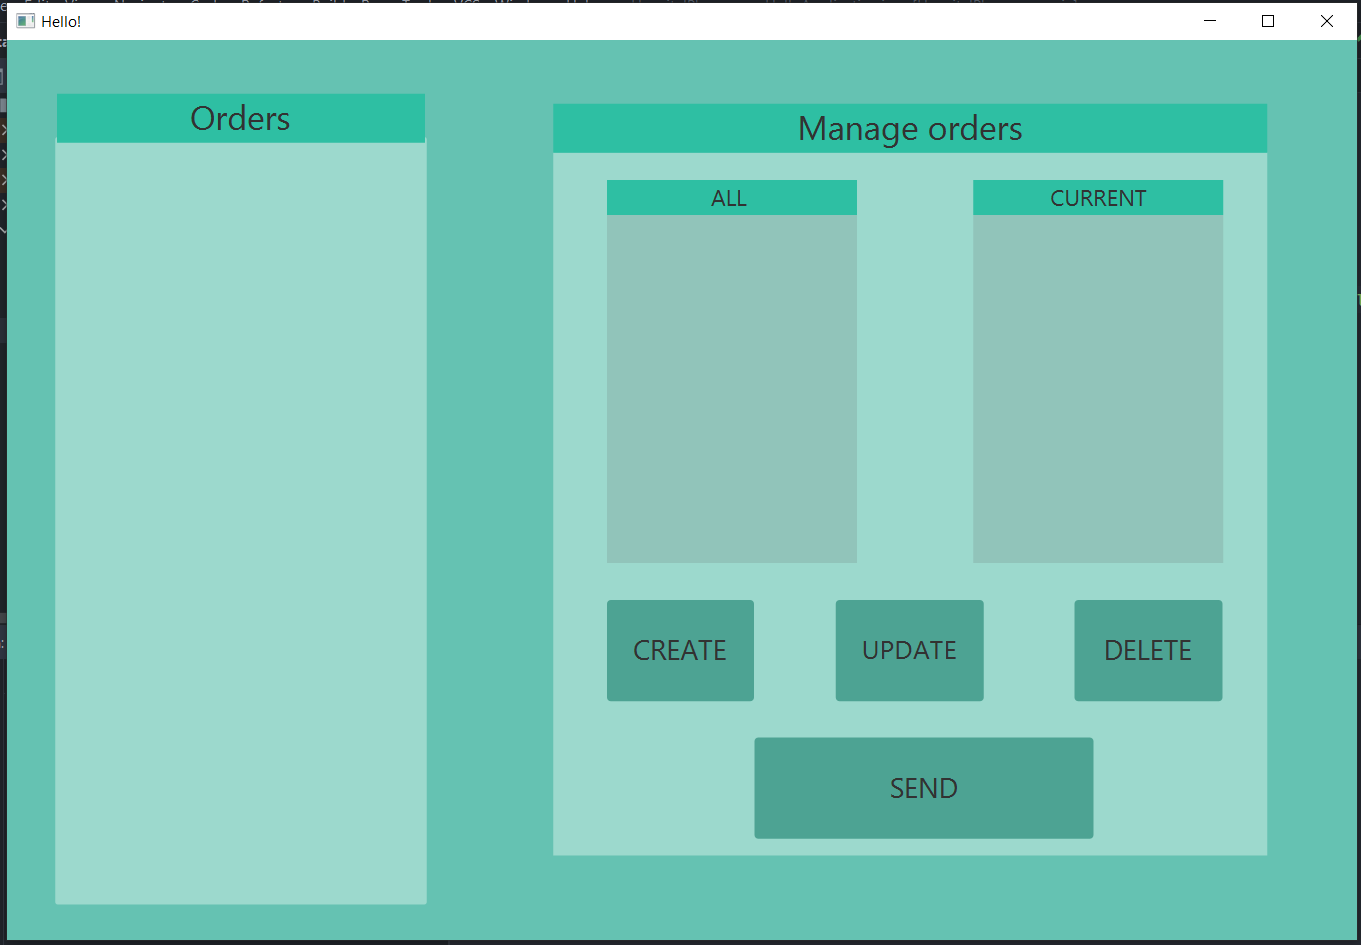 Hello!
Orders
Manage orders
ALL
CURRENT
CREATE
UPDATE
DELETE
SEND